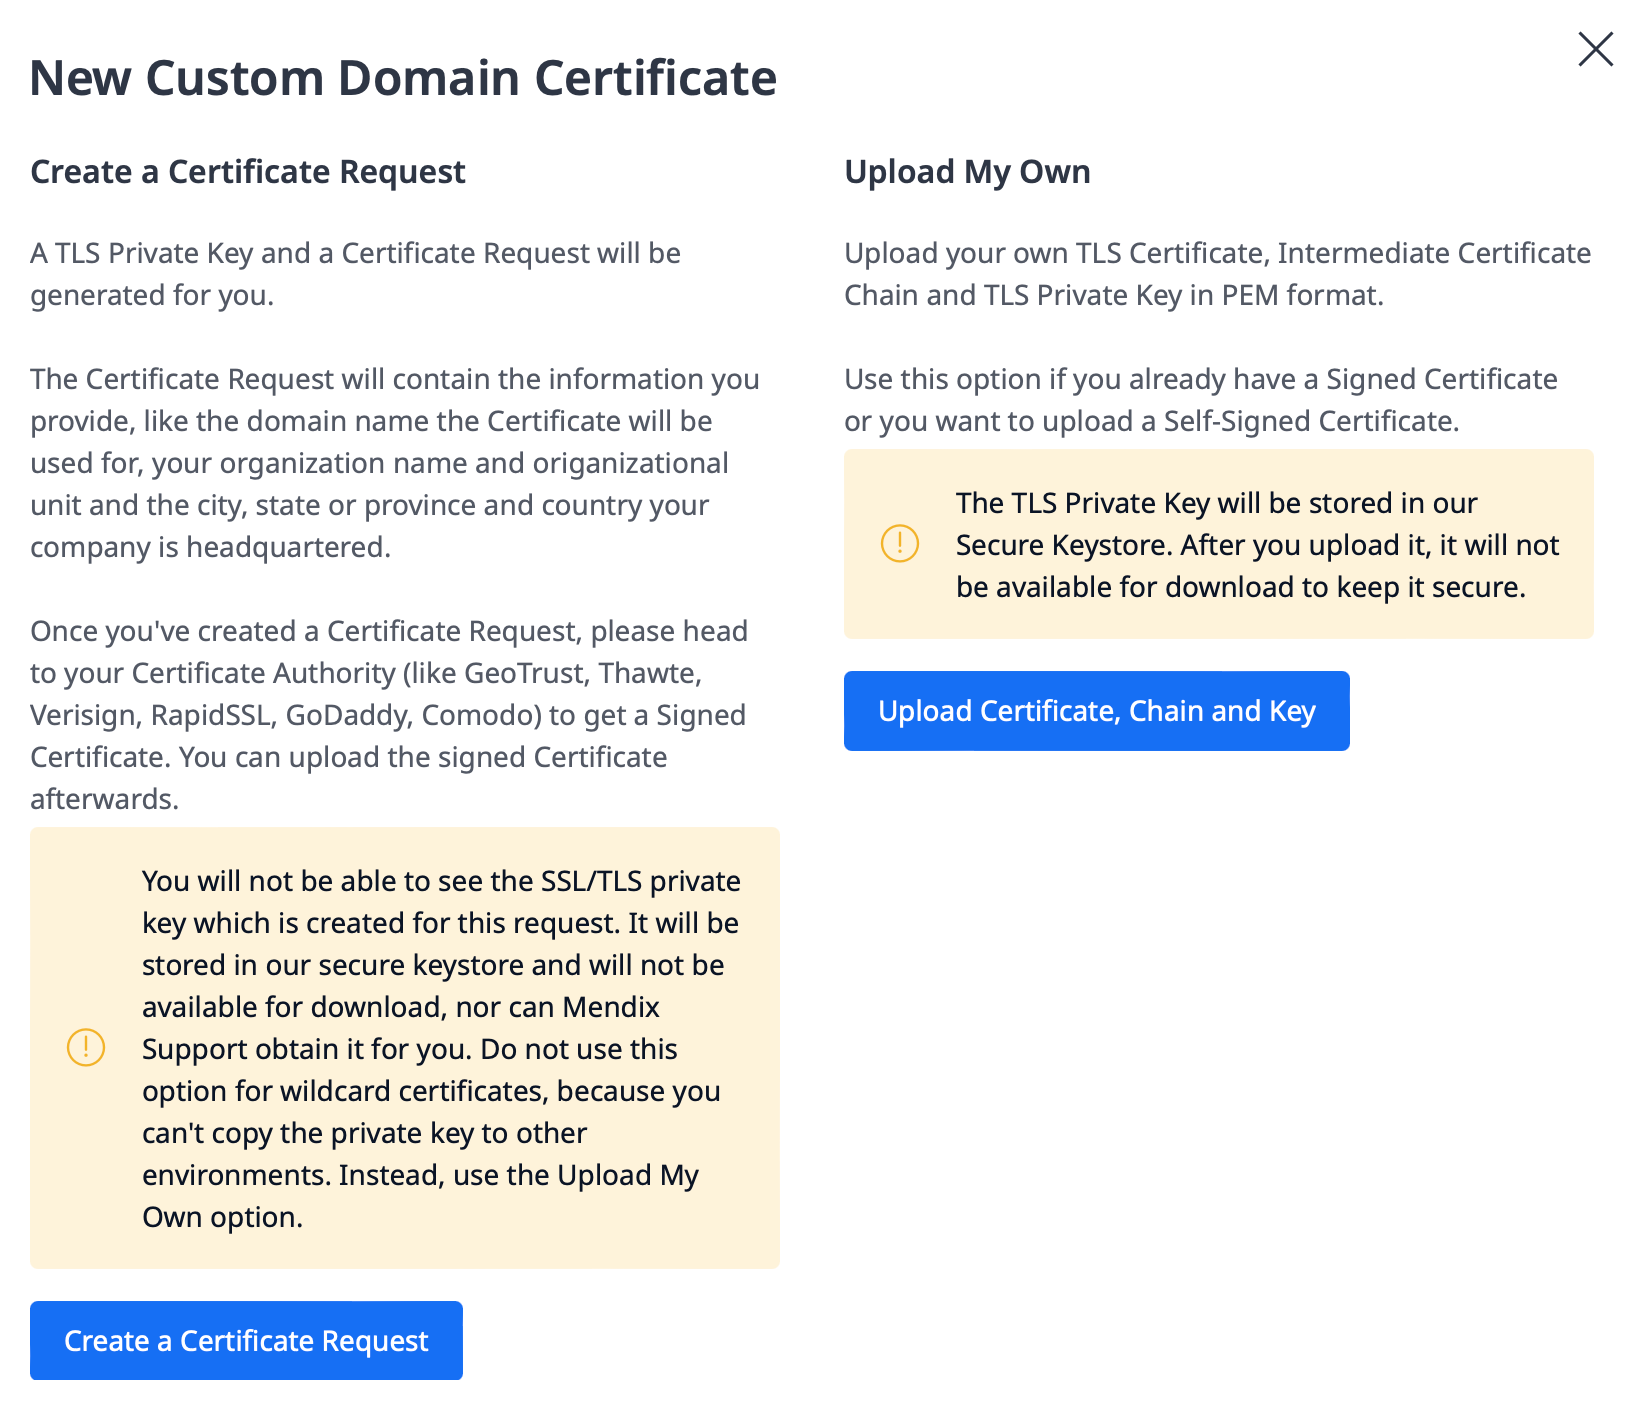 New Custom Domain Certificate
Create a Certificate Request
A TLS Private Key and a Certificate Request will be
generated for you.
The Certificate Request will contain the information you
provide, like the domain name the Certificate will be
used for, your organization name and origanizational
unit and the city, state or province and country your
company is headquartered.
Once you've created a Certificate Request, please head
to your Certificate Authority (like GeoTrust, Thawte,
Verisign, RapidSSL, GoDaddy, Comodo) to get a Signed
Certificate. You can upload the signed Certificate
afterwards.
You will not be able to see the SSL/TLS private
key which is created for this request. It will be
stored in our secure keystore and will not be
available for download, nor can Mendix
Support obtain it for you. Do not use this
option for wildcard certificates, because you
can't copy the private key to other
environments. Instead, use the Upload My
Own option.
Create a Certificate Request
Upload My Own
Upload your own TLS Certificate, Intermediate Certificate
Chain and TLS Private Key in PEM format.
Use this option if you already have a Signed Certificate
or you want to upload a Self-Signed Certificate.
The TLS Private Key will be stored in our
Secure Keystore. After you upload it, it will not
be available for download to keep it secure.
Upload Certificate, Chain and Key